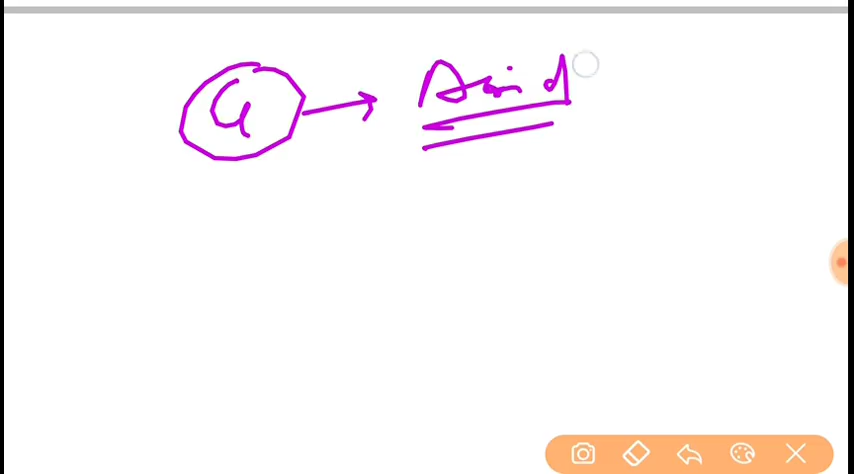 G → Acid